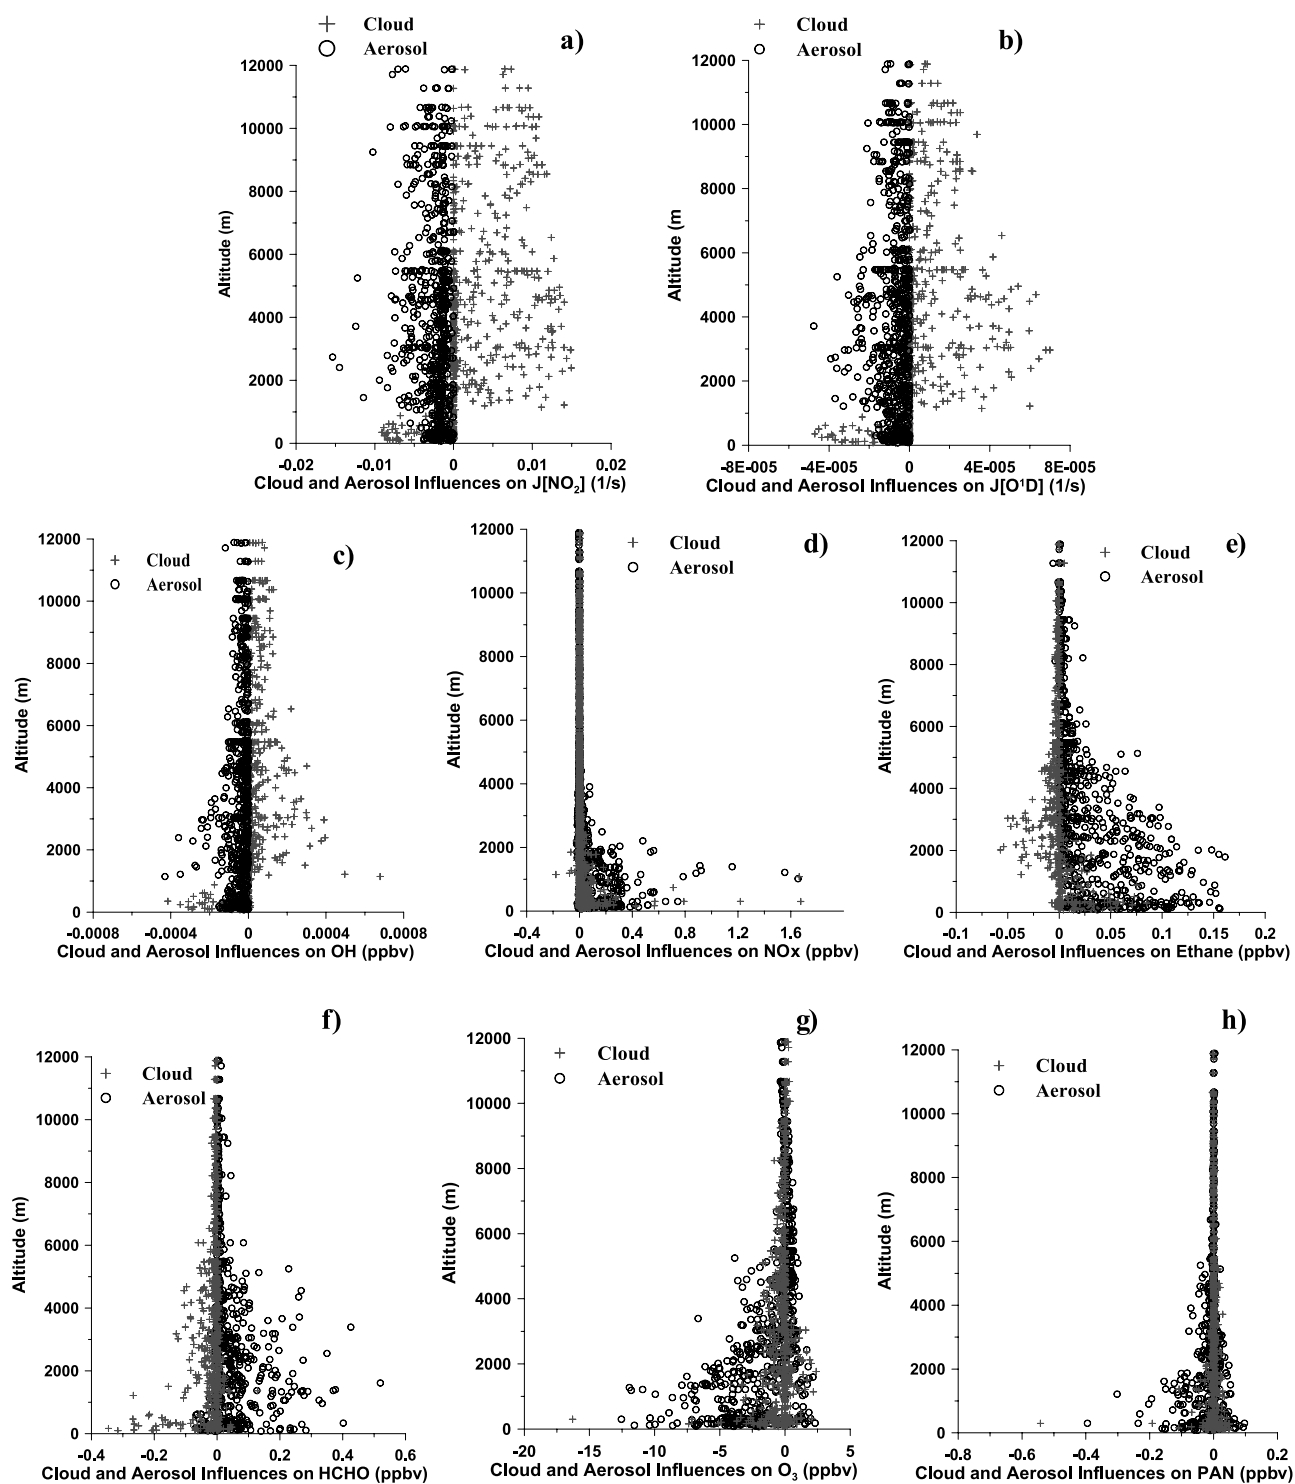 Cloud
Aerosol
a)
12000
10000
8000
6000
4000
2000
0
Altitude (m)
-0.02 -0.01 0 0.01 0.02
Cloud and Aerosol Influences on J[NO₂] (1/s)
Cloud
Aerosol
b)
12000
10000
8000
6000
4000
2000
0
Altitude (m)
-8E-005 -4E-005 0 4E-005 8E-005
Cloud and Aerosol Influences on J[O¹D] (1/s)
Cloud
Aerosol
c)
12000
10000
8000
6000
4000
2000
0
Altitude (m)
-0.0008 -0.0004 0 0.0004 0.0008
Cloud and Aerosol Influences on OH (ppbv)
Cloud
Aerosol
d)
12000
10000
8000
6000
4000
2000
0
Altitude (m)
-0.4 0 0.4 0.8 1.2 1.6
Cloud and Aerosol Influences on NOx (ppbv)
Cloud
Aerosol
e)
12000
10000
8000
6000
4000
2000
0
Altitude (m)
-0.1 -0.05 0 0.05 0.1 0.15 0.2
Cloud and Aerosol Influences on Ethane (ppbv)
Cloud
Aerosol
f)
12000
10000
8000
6000
4000
2000
0
Altitude (m)
-0.4 -0.2 0 0.2 0.4 0.6
Cloud and Aerosol Influences on HCHO (ppbv)
Cloud
Aerosol
g)
12000
10000
8000
6000
4000
2000
0
Altitude (m)
-20 -15 -10 -5 0 5
Cloud and Aerosol Influences on O₃ (ppbv)
Cloud
Aerosol
h)
12000
10000
8000
6000
4000
2000
0
Altitude (m)
-0.8 -0.6 -0.4 -0.2 0 0.2
Cloud and Aerosol Influences on PAN (ppbv)